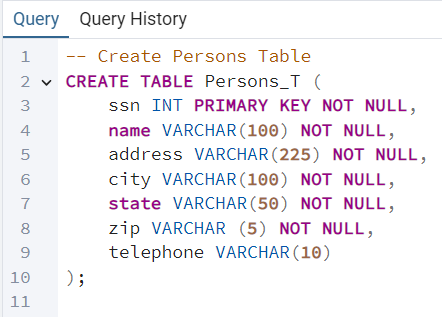 Query Query History
1 -- Create Persons Table
2 CREATE TABLE Persons_T (
3 ssn INT PRIMARY KEY NOT NULL,
4 name VARCHAR(100) NOT NULL,
5 address VARCHAR(225) NOT NULL,
6 city VARCHAR(100) NOT NULL,
7 state VARCHAR(50) NOT NULL,
8 zip VARCHAR (5) NOT NULL,
9 telephone VARCHAR(10)
10 );
11